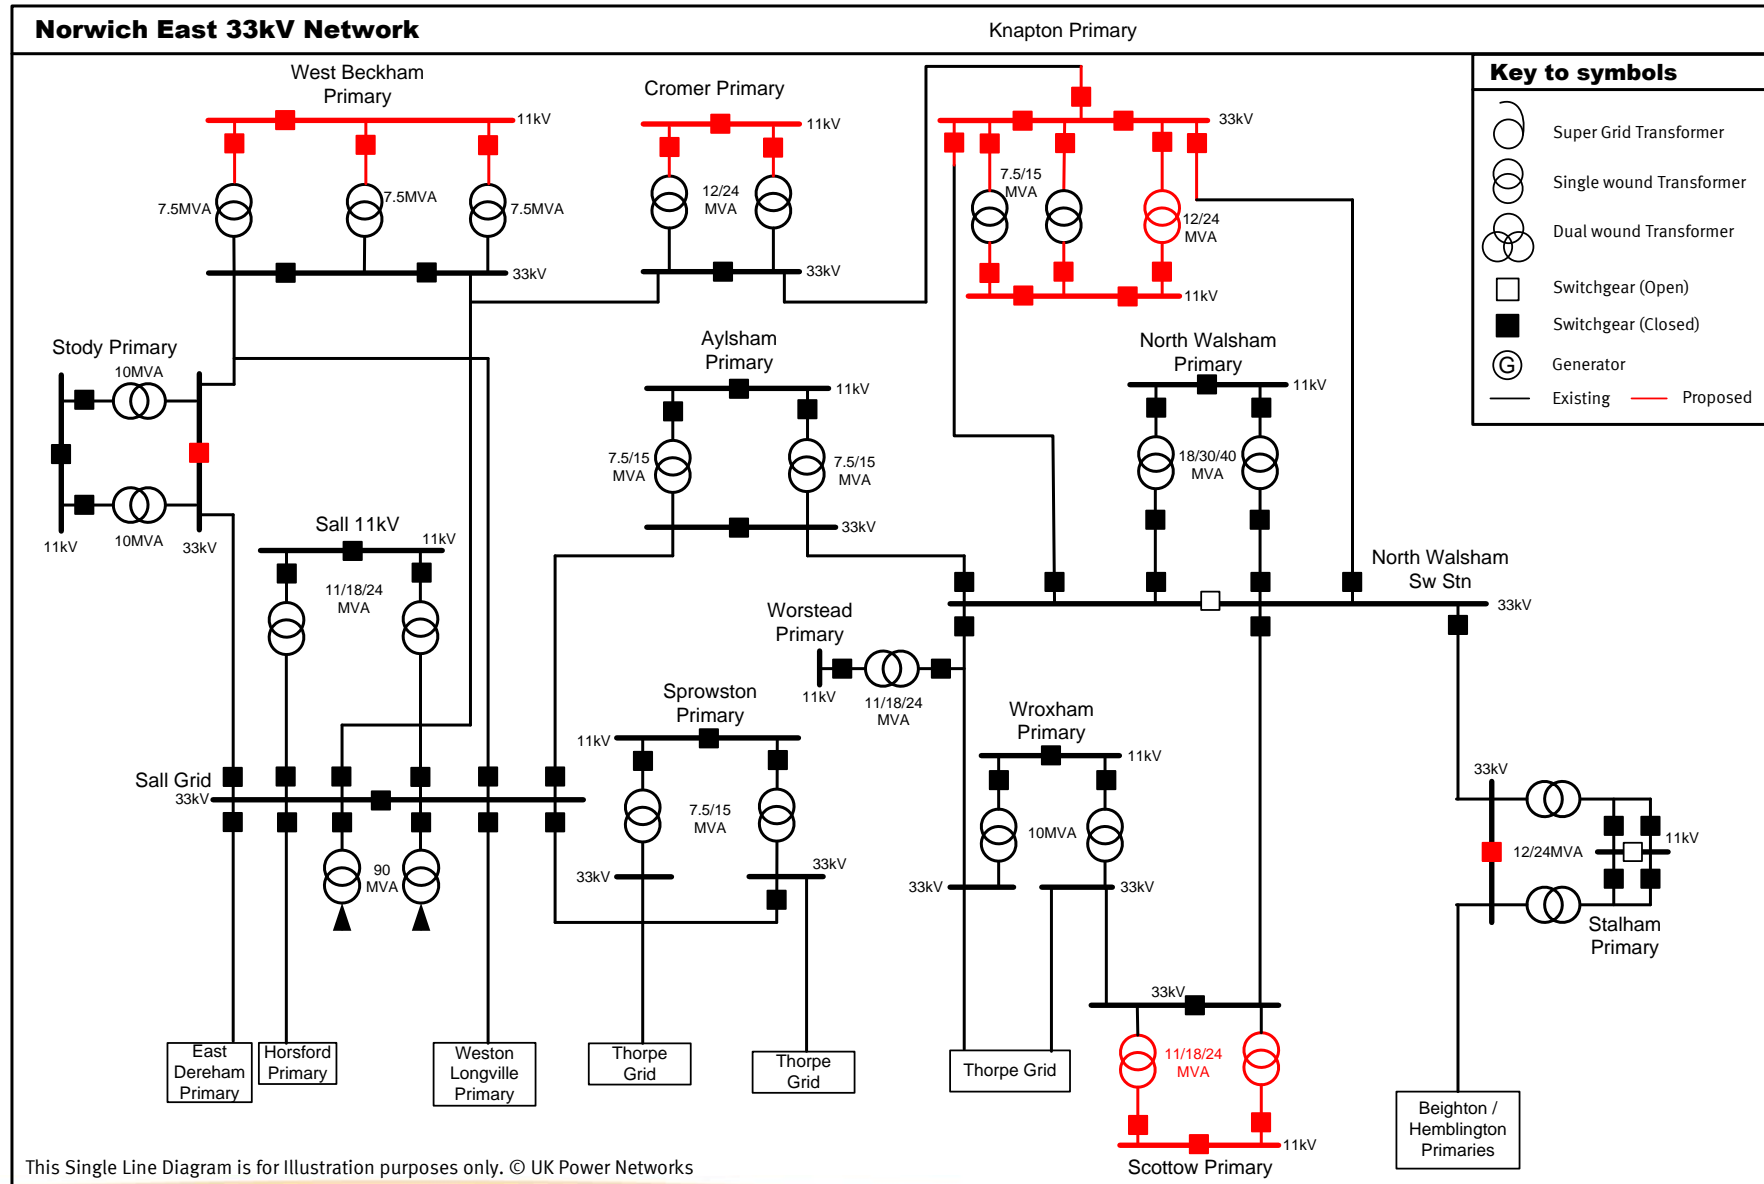 Norwich East 33kV Network
Knapton Primary
Key to symbols
Super Grid Transformer
Single wound Transformer
Dual wound Transformer
Switchgear (Open)
Switchgear (Closed)
G
Generator
Existing
Proposed
West Beckham
Primary
11kV
7.5MVA
7.5MVA
7.5MVA
33kV
Cromer Primary
11kV
12/24
MVA
33kV
33kV
7.5/15
MVA
12/24
MVA
11kV
Stody Primary
10MVA
10MVA
11kV
33kV
Aylsham
Primary
11kV
7.5/15
MVA
7.5/15
MVA
33kV
North Walsham
Primary
11kV
18/30/40
MVA
North Walsham
Sw Stn
33kV
Sall 11kV
11kV
11/18/24
MVA
Worstead
Primary
11kV
11/18/24
MVA
Sprowston
Primary
11kV
7.5/15
MVA
33kV
33kV
Wroxham
Primary
11kV
10MVA
33kV
33kV
Sall Grid
33kV
90
MVA
33kV
12/24MVA
11kV
Stalham
Primary
33kV
11/18/24
MVA
11kV
Scottow Primary
East
Dereham
Primary
Horsford
Primary
Weston
Longville
Primary
Thorpe
Grid
Thorpe
Grid
Thorpe Grid
Beighton /
Hemblington
Primaries
This Single Line Diagram is for Illustration purposes only. © UK Power Networks